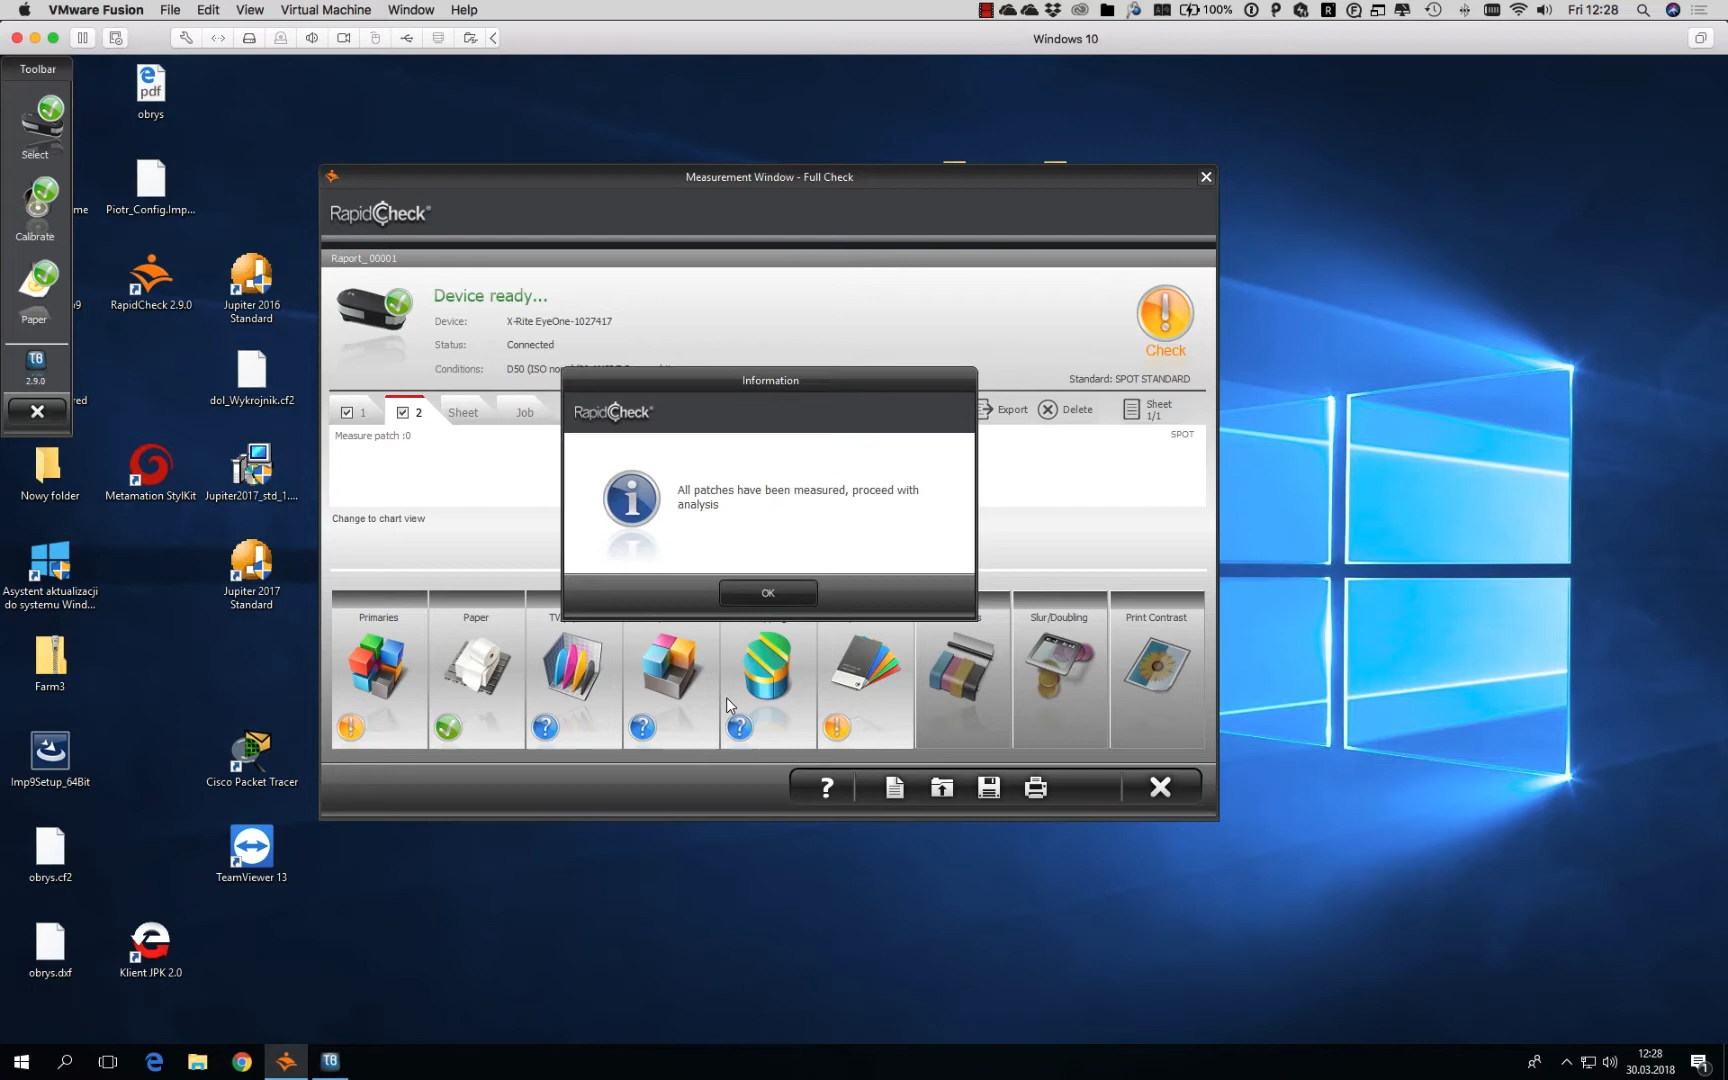 VMware Fusion File Edit View Virtual Machine Window Help
100%
Fri 12:28
Windows 10
Toolbar
Select
Calibrate
Paper
TB
2.9.0
pdf
obrys
Piotr_Config.Imp...
RapidCheck 2.9.0
Jupiter 2016
Standard
dol_Wykrojnik.cf2
Nowy folder
Metamation StylKit
Jupiter2017_std_1....
Asystent aktualizacji
do systemu Wind...
Jupiter 2017
Standard
Farm3
Imp9Setup_64Bit
Cisco Packet Tracer
obrys.cf2
TeamViewer 13
obrys.dxf
Klient JPK 2.0
Measurement Window - Full Check
RapidCheck
Raport_ 00001
Device ready...
Device: X-Rite EyeOne-1027417
Status: Connected
Conditions:
Check
Standard: SPOT STANDARD
1
2
Sheet
Job
Export
Delete
Sheet
1/1
Measure patch :0
SPOT
Change to chart view
Information
RapidCheck
All patches have been measured, proceed with
analysis
OK
Primaries
Paper
Slur/Doubling
Print Contrast
TB
12:28
30.03.2018
1